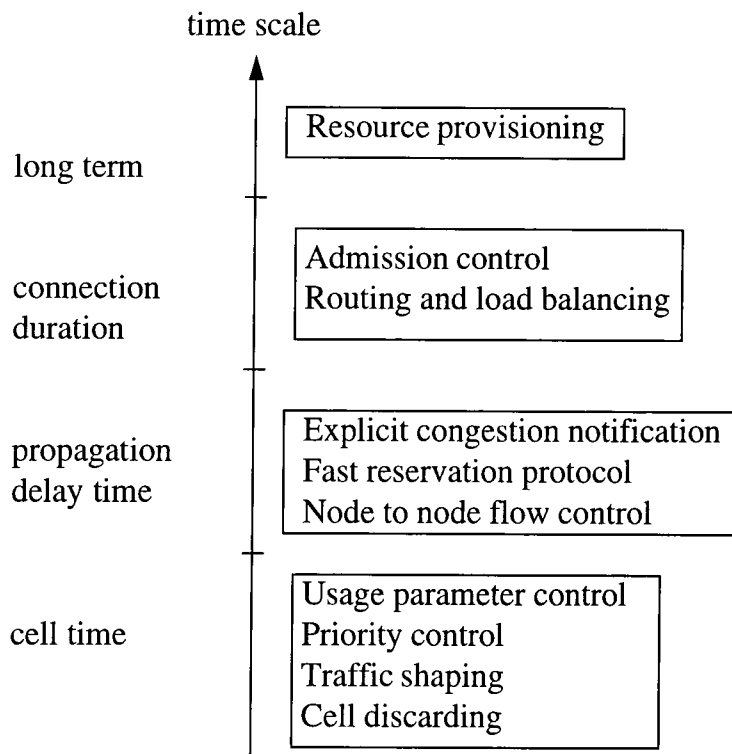 time scale
Resource provisioning
long term
Admission control
Routing and load balancing
connection
duration
Explicit congestion notification
Fast reservation protocol
Node to node flow control
propagation
delay time
Usage parameter control
Priority control
Traffic shaping
Cell discarding
cell time